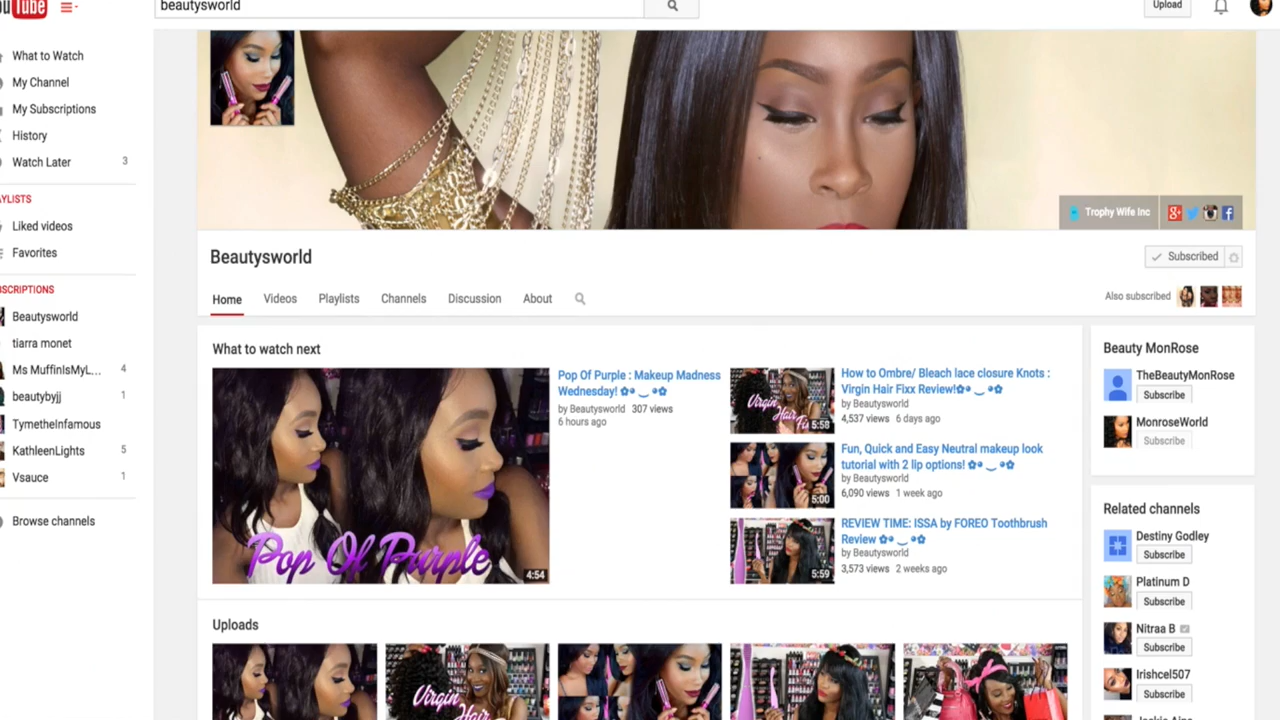 Tube
beautysworld
Upload
What to Watch
My Channel
My Subscriptions
History
Watch Later 3
Liked videos
Favorites
Beautysworld
tiarra monet
Ms MuffinIsMyL... 4
beautybyjj 1
TymetheInfamous
KathleenLights 5
Vsauce 1
Browse channels
Trophy Wife Inc
Beautysworld
Subscribed
Home Videos Playlists Channels Discussion About
Also subscribed
What to watch next
Pop Of Purple
4:54
Pop Of Purple : Makeup Madness
Wednesday! ✿◕ ‿ ◕✿
by Beautysworld 307 views
6 hours ago
Virgin
Hair
5:58
How to Ombre/ Bleach lace closure Knots :
Virgin Hair Fixx Review!✿◕ ‿ ◕✿
by Beautysworld
4,537 views 6 days ago
5:00
Fun, Quick and Easy Neutral makeup look
tutorial with 2 lip options! ✿◕ ‿ ◕✿
by Beautysworld
6,090 views 1 week ago
5:59
REVIEW TIME: ISSA by FOREO Toothbrush
Review ✿◕ ‿ ◕✿
by Beautysworld
3,573 views 2 weeks ago
Beauty MonRose
TheBeautyMonRose
Subscribe
MonroseWorld
Subscribe
Related channels
Destiny Godley
Subscribe
Platinum D
Subscribe
Nitraa B
Subscribe
Irishcel507
Subscribe
Uploads
Virgin
Hair